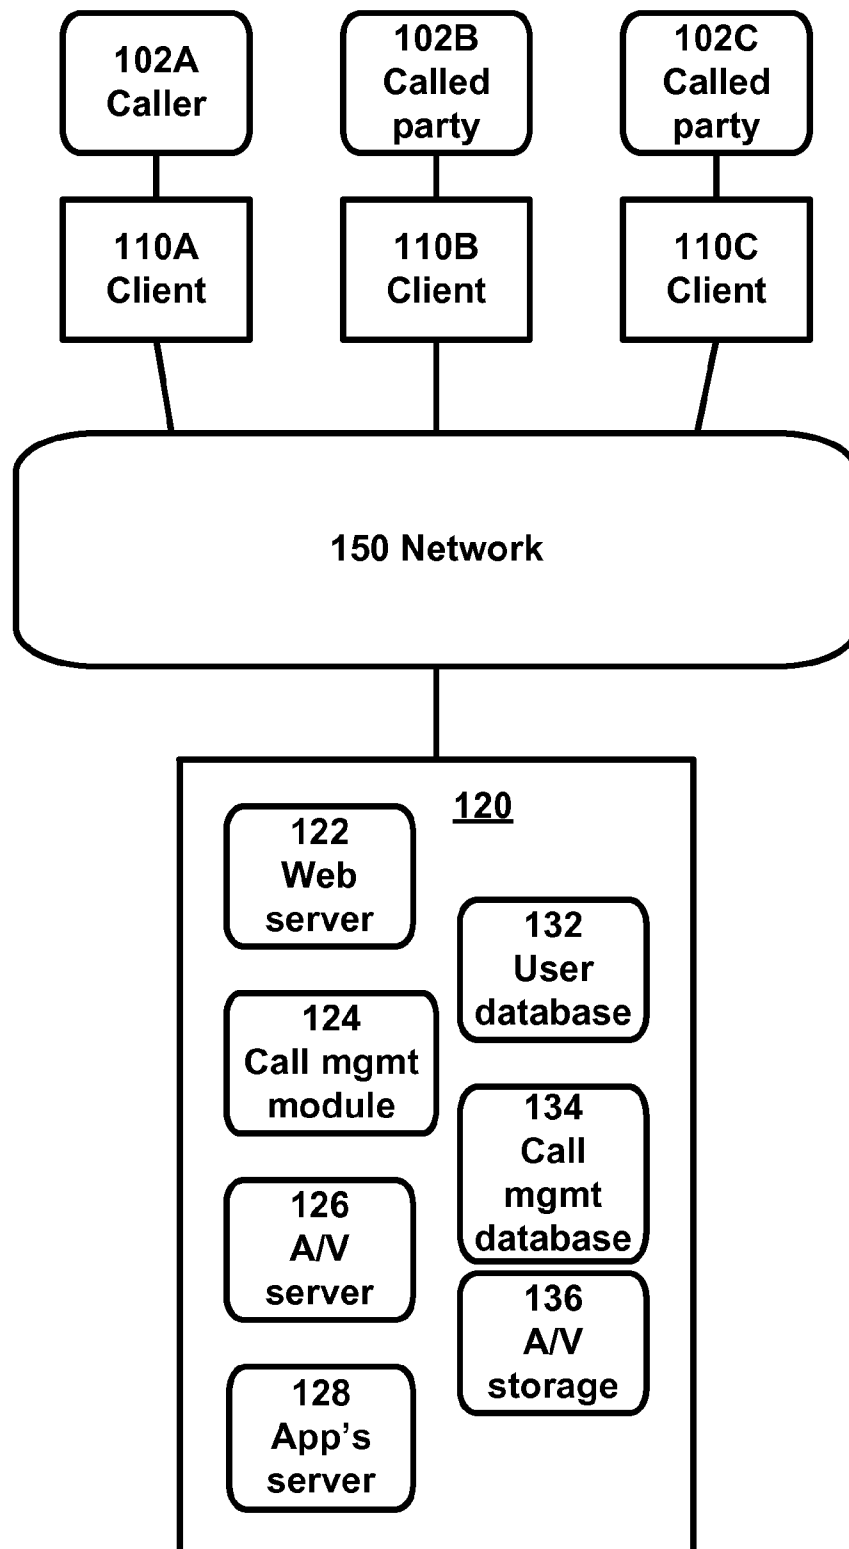 102A
Caller
102B
Called
party
102C
Called
party
110A
Client
110B
Client
110C
Client
150 Network
120
122
Web
server
132
User
database
124
Call mgmt
module
134
Call
mgmt
database
126
A/V
server
136
A/V
storage
128
App's
server